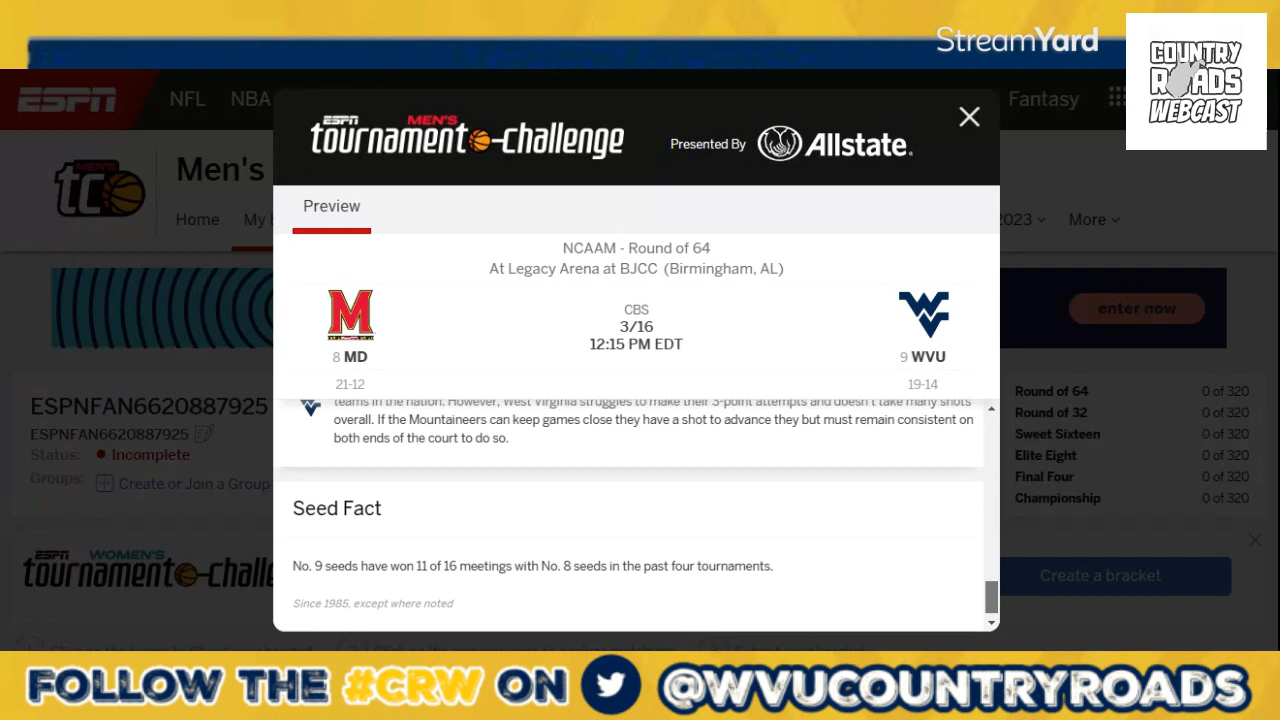 StreamYard
COUNTRY
ROADS
WEBCAST
ESPN
NFL
NBA
Fantasy
ESPN MEN'S
tournament challenge
Presented By Allstate.
MEN'S
tc
Men's
Home
My
2023
More
Preview
NCAAM - Round of 64
At Legacy Arena at BJCC (Birmingham, AL)
CBS
3/16
12:15 PM EDT
8 MD
21-12
9 WVU
19-14
enter now
teams in the nation. However, West Virginia struggles to make their 3-point attempts and doesn't take many shots
overall. If the Mountaineers can keep games close they have a shot to advance they but must remain consistent on
both ends of the court to do so.
ESPNFAN6620887925
ESPNFAN6620887925
Status: Incomplete
Groups: Create or Join a Group
Round of 64 0 of 320
Round of 32 0 of 320
Sweet Sixteen 0 of 320
Elite Eight 0 of 320
Final Four 0 of 320
Championship 0 of 320
Seed Fact
No. 9 seeds have won 11 of 16 meetings with No. 8 seeds in the past four tournaments.
Since 1985, except where noted
ESPN WOMEN'S
tournament challe
Create a bracket
FOLLOW THE #CRW ON @WVUCOUNTRYROADS